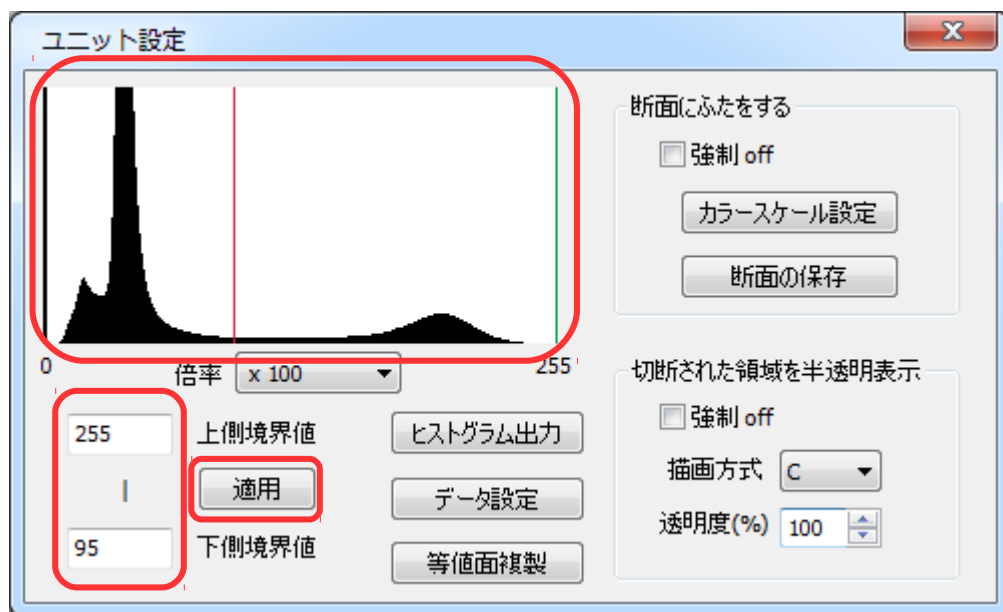 ユニット設定
0
255
倍率 x 100
255
上側境界値
適用
95
下側境界値
ヒストグラム出力
データ設定
等値面複製
断面にふたをする
強制 off
カラースケール設定
断面の保存
切断された領域を半透明表示
強制 off
描画方式 C
透明度(%) 100